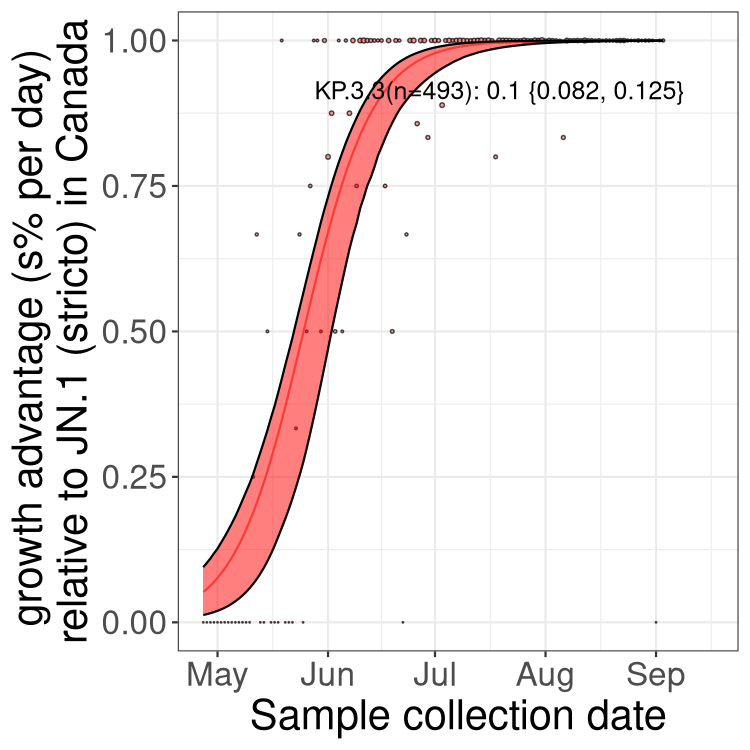 growth advantage (s% per day)
relative to JN.1 (stricto) in Canada
1.00
0.75
0.50
0.25
0.00
KP.3.3(n=493): 0.1 {0.082, 0.125}
May Jun Jul Aug Sep
Sample collection date